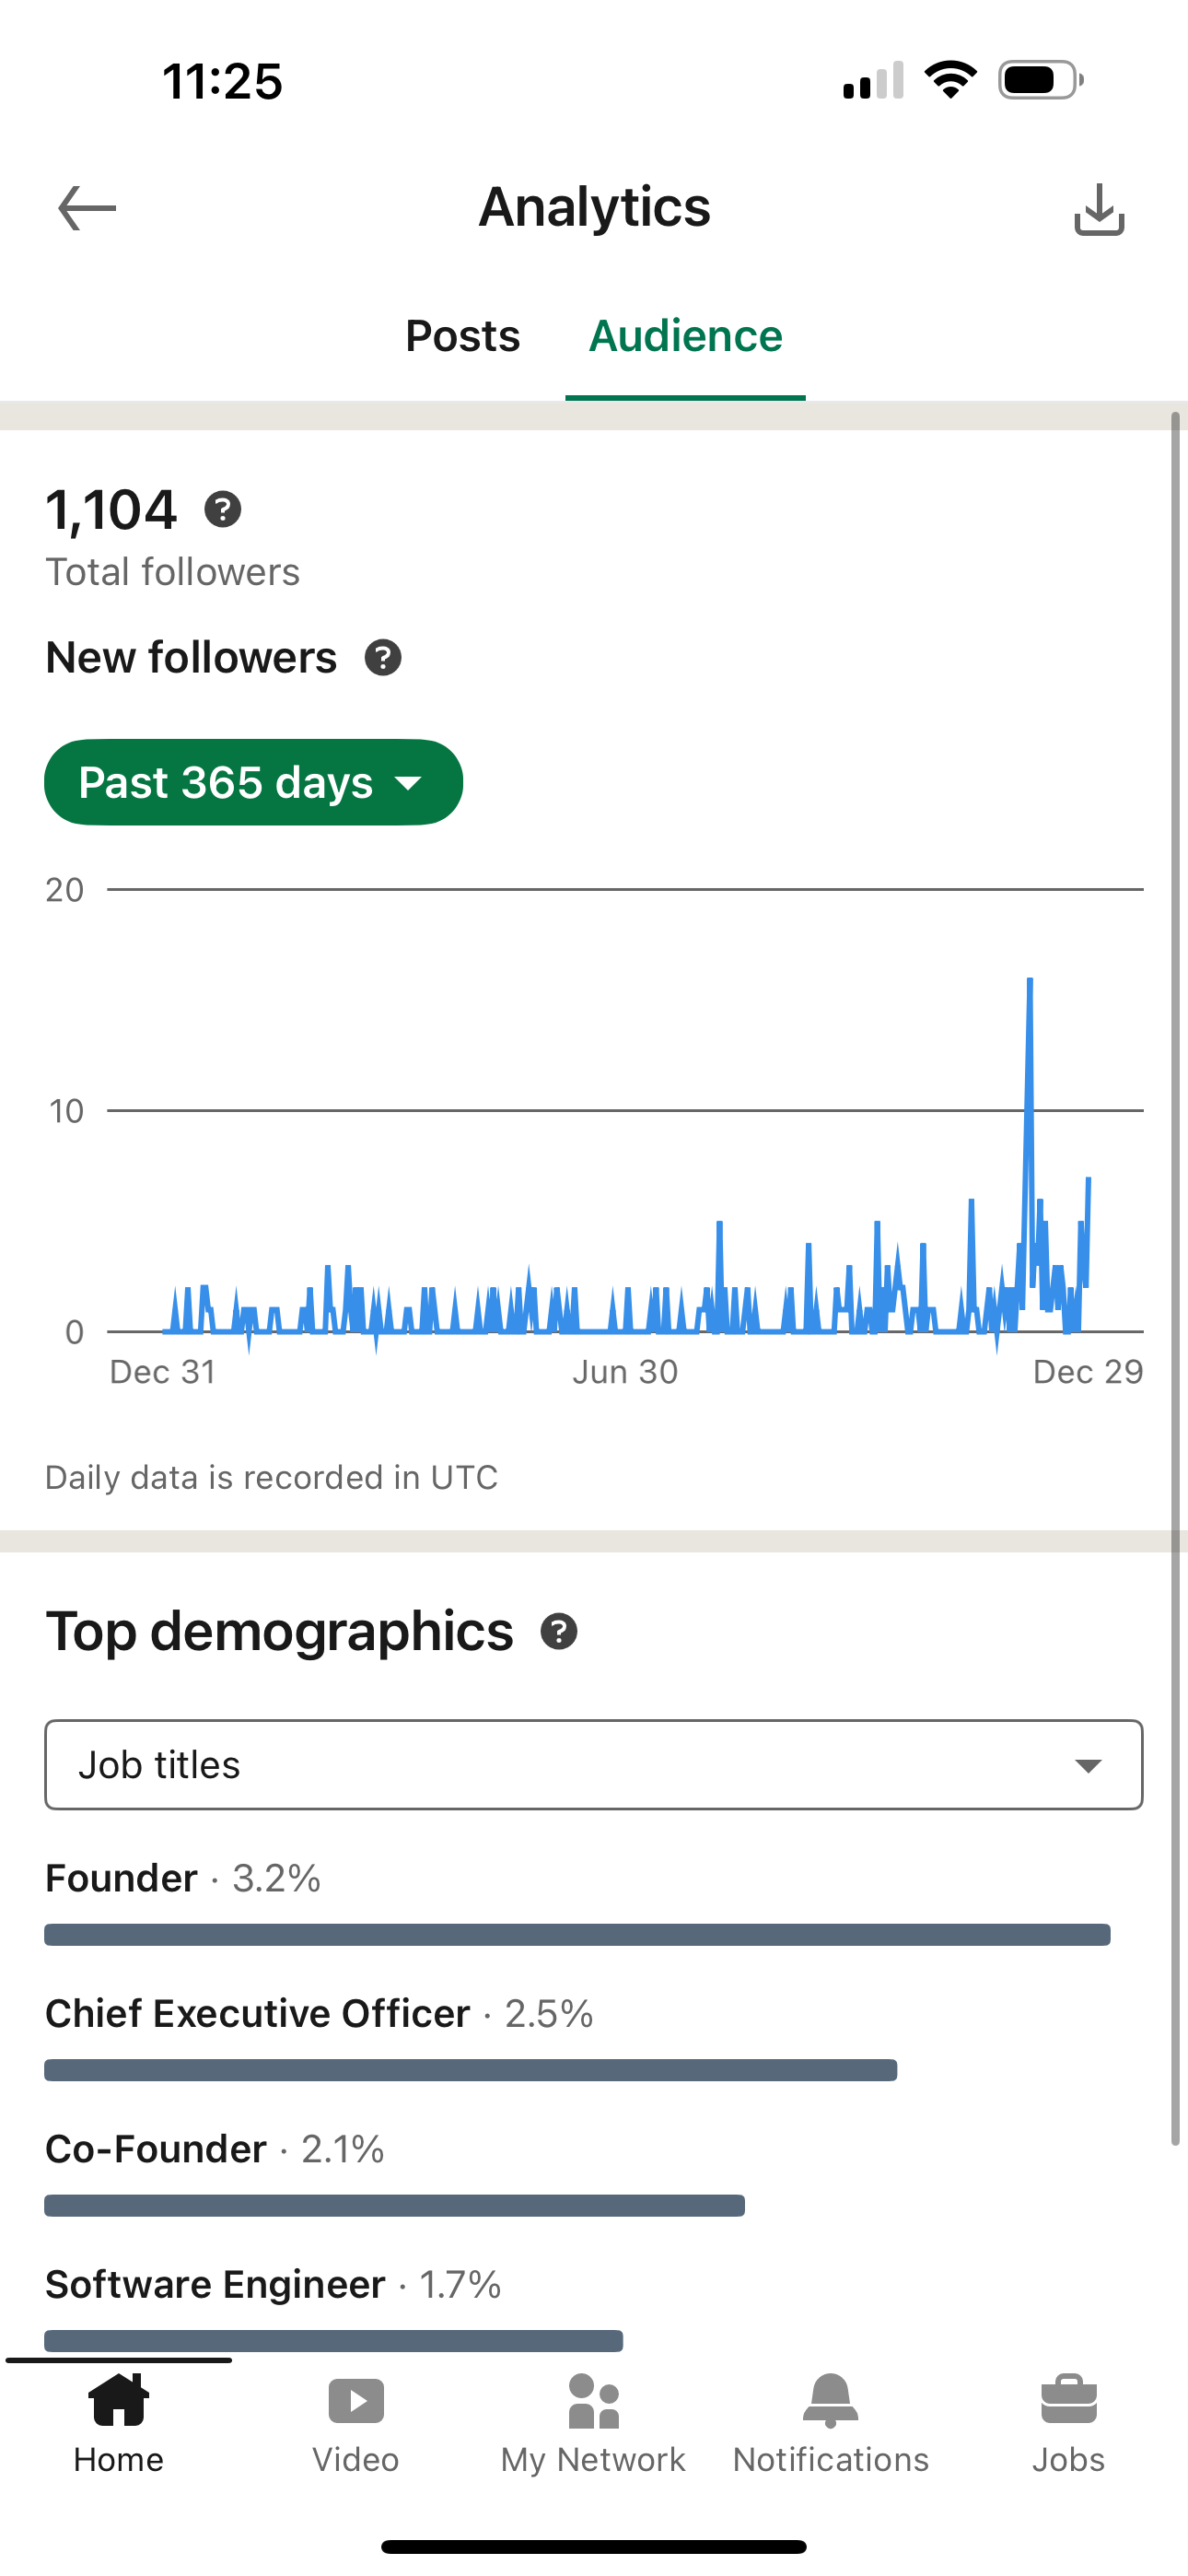 11:25
Analytics
Posts Audience
1,104 ?
Total followers
New followers ?
Past 365 days
20
10
0
Dec 31 Jun 30 Dec 29
Daily data is recorded in UTC
Top demographics ?
Job titles
Founder · 3.2%
Chief Executive Officer · 2.5%
Co-Founder · 2.1%
Software Engineer · 1.7%
Home Video My Network Notifications Jobs